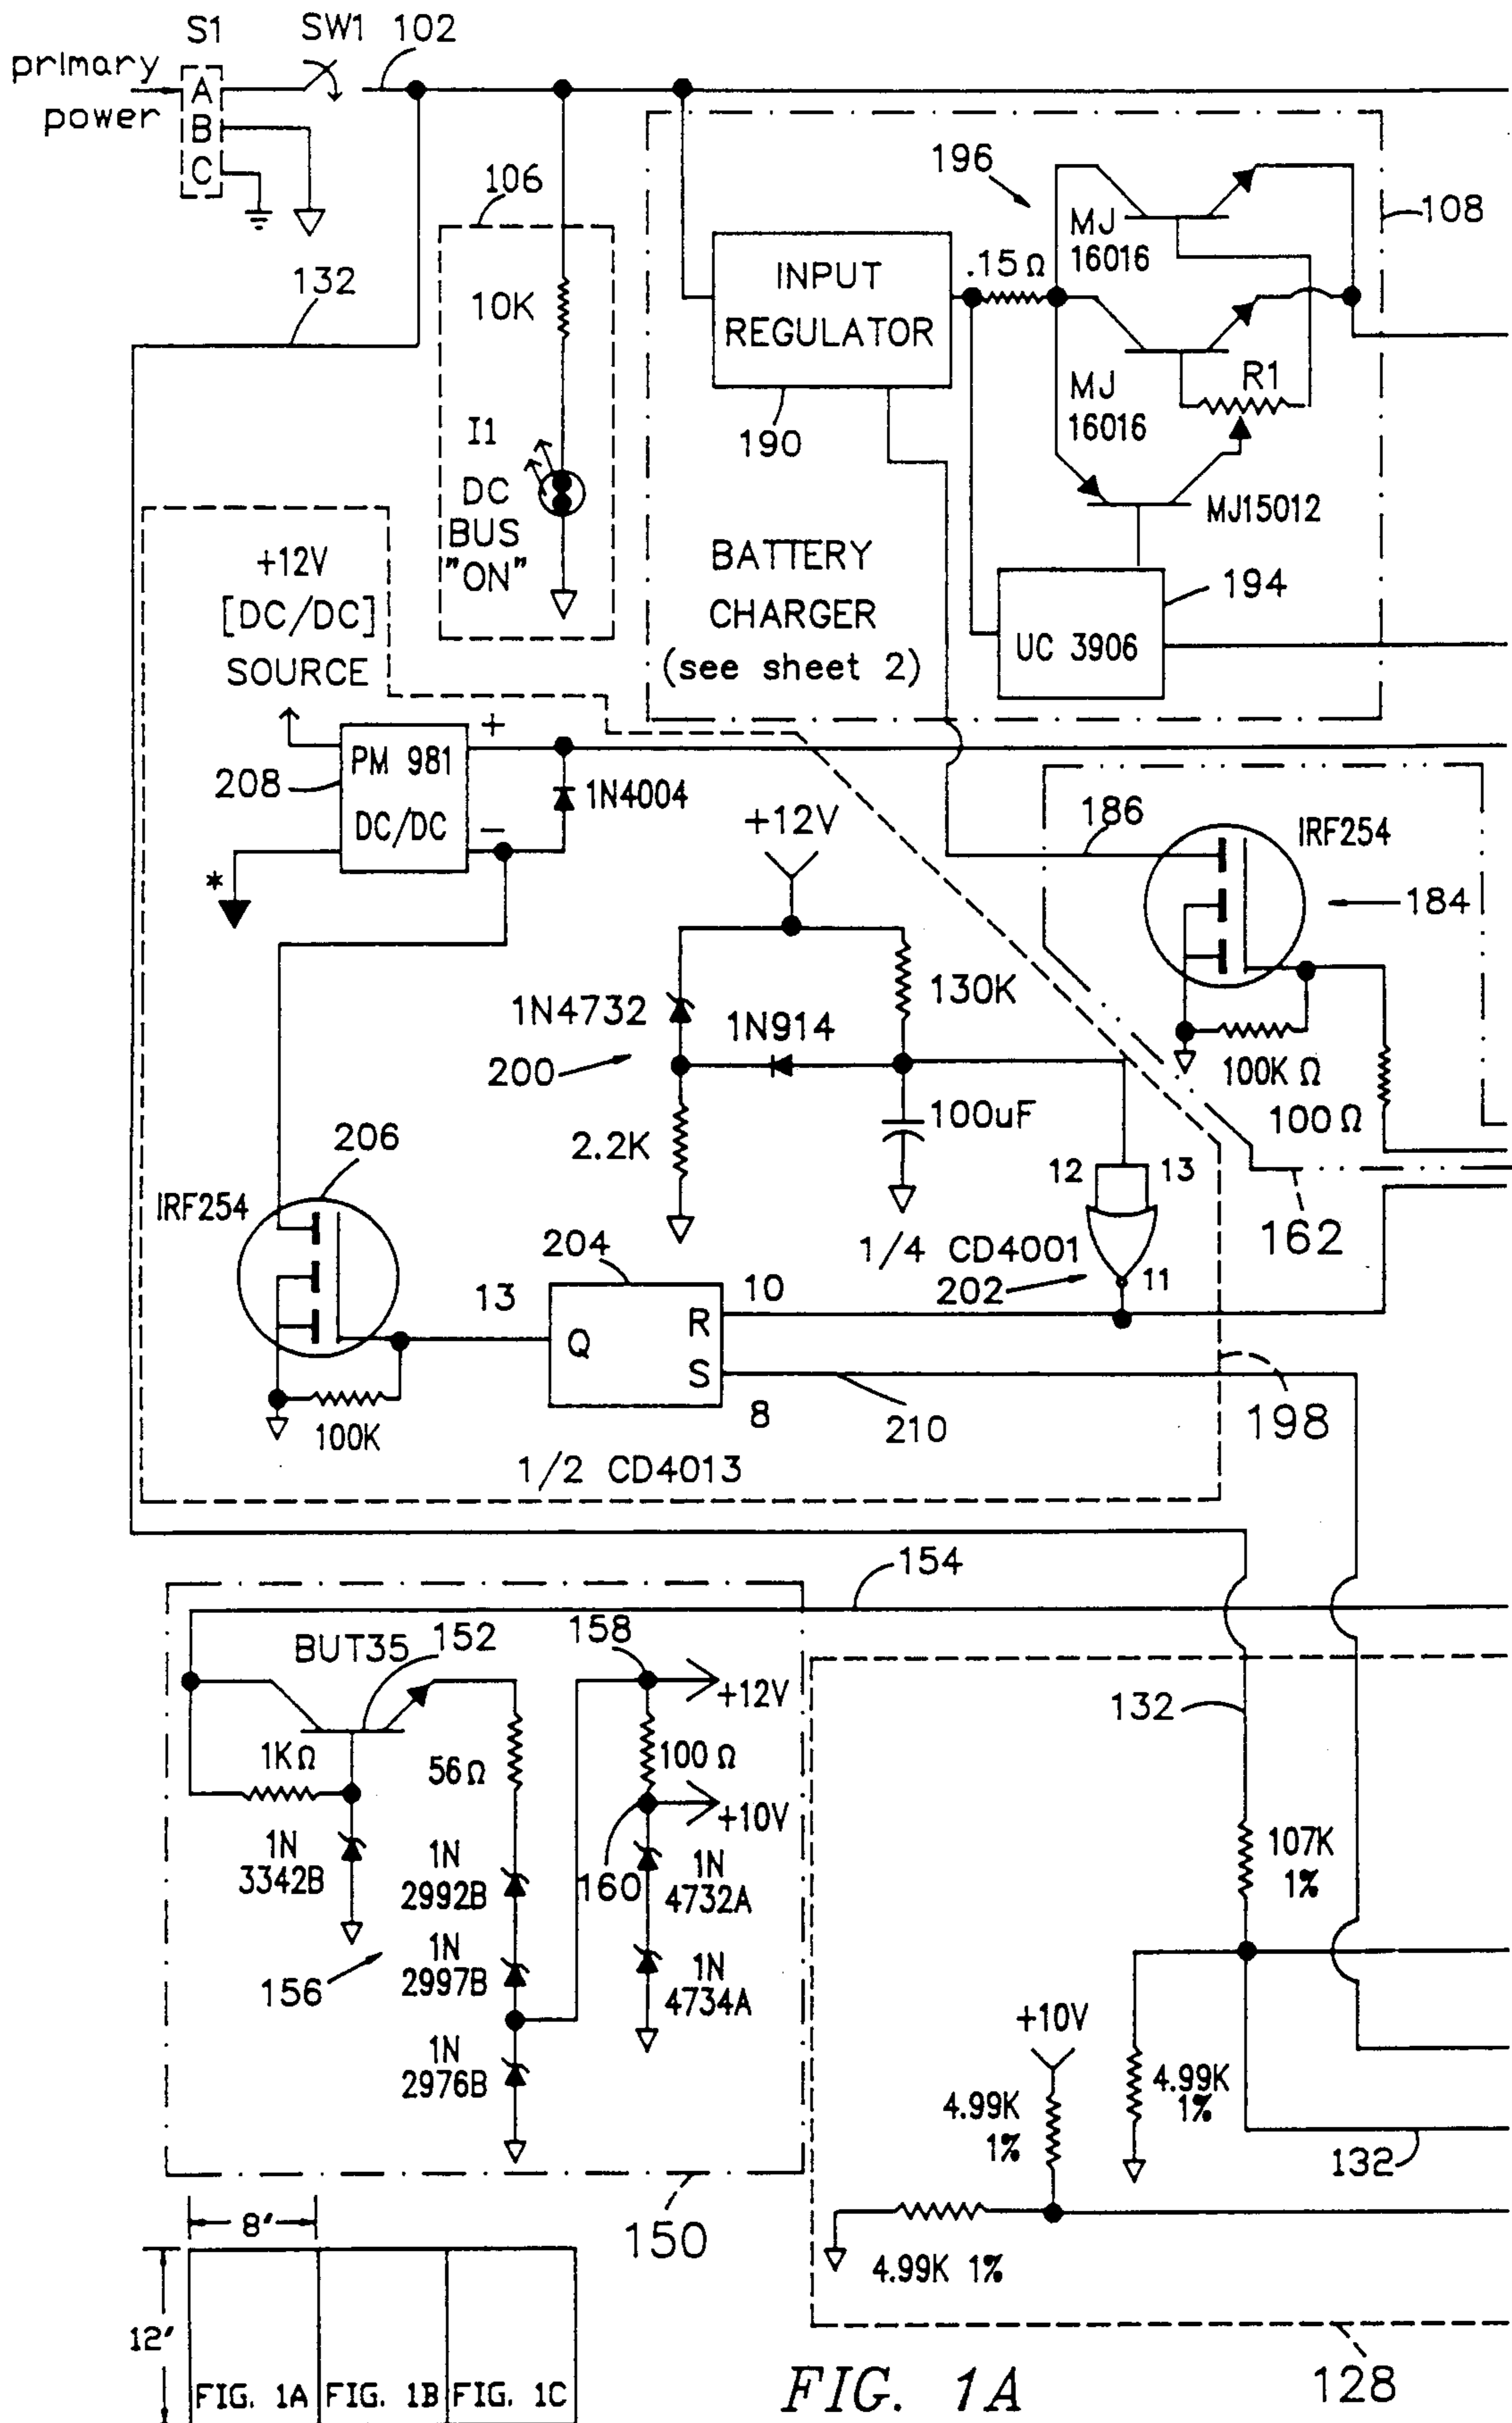 S1
SW1
102
primary
power
A
B
C
106
196
108
MJ
16016
.15Ω
INPUT
REGULATOR
132
10K
R1
MJ
16016
190
I1
DC
BUS
"ON"
MJ15012
+12V
[DC/DC]
SOURCE
BATTERY
CHARGER
(see sheet 2)
194
UC 3906
+
PM 981
DC/DC
−
208
1N4004
*
+12V
186
IRF254
184
1N4732
130K
1N914
200
100KΩ
100Ω
100uF
2.2K
206
12
13
IRF254
162
1/4 CD4001
204
202
11
13
10
Q
R
S
8
210
198
100K
1/2 CD4013
154
BUT35
152
158
+12V
132
1KΩ
56Ω
100Ω
+10V
107K
1%
1N
3342B
1N
2992B
160
1N
4732A
156
1N
2997B
1N
4734A
+10V
1N
2976B
4.99K
1%
4.99K
1%
132
150
4.99K 1%
8"
12"
FIG. 1A
FIG. 1B
FIG. 1C
FIG. 1A
128